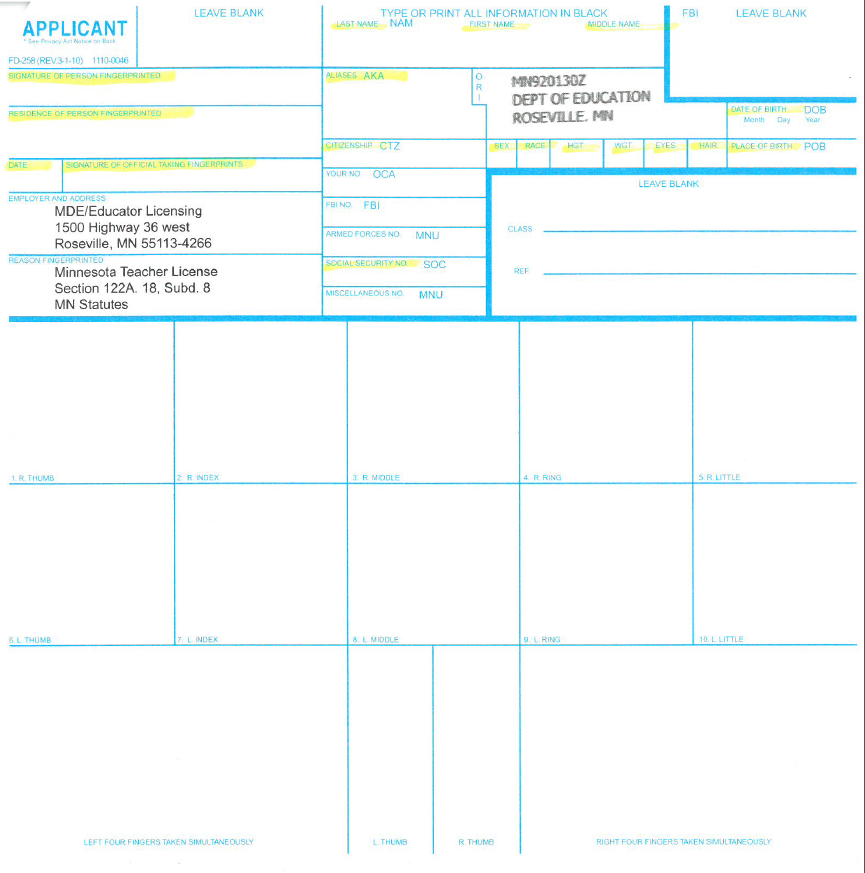 LEAVE BLANK
TYPE OR PRINT ALL INFORMATION IN BLACK
FBI LEAVE BLANK
APPLICANT
* See Privacy Act Notice on Back
LAST NAME NAM FIRST NAME MIDDLE NAME
FD-258 (REV.3-1-10) 1110-0046
SIGNATURE OF PERSON FINGERPRINTED
ALIASES AKA
O
R
I
MN920130Z
DEPT OF EDUCATION
ROSEVILLE, MN
RESIDENCE OF PERSON FINGERPRINTED
DATE OF BIRTH DOB
Month Day Year
CITIZENSHIP CTZ
SEX RACE HGT WGT EYES HAIR PLACE OF BIRTH POB
DATE SIGNATURE OF OFFICIAL TAKING FINGERPRINTS
YOUR NO. OCA
LEAVE BLANK
EMPLOYER AND ADDRESS
MDE/Educator Licensing
1500 Highway 36 west
Roseville, MN 55113-4266
FBI NO. FBI
ARMED FORCES NO. MNU
CLASS
REASON FINGERPRINTED
Minnesota Teacher License
Section 122A. 18, Subd. 8
MN Statutes
SOCIAL SECURITY NO. SOC
REF.
MISCELLANEOUS NO. MNU
1. R. THUMB 2. R. INDEX 3. R. MIDDLE 4. R. RING 5. R. LITTLE
6. L. THUMB 7. L. INDEX 8. L. MIDDLE 9. L. RING 10. L. LITTLE
LEFT FOUR FINGERS TAKEN SIMULTANEOUSLY L. THUMB R. THUMB RIGHT FOUR FINGERS TAKEN SIMULTANEOUSLY